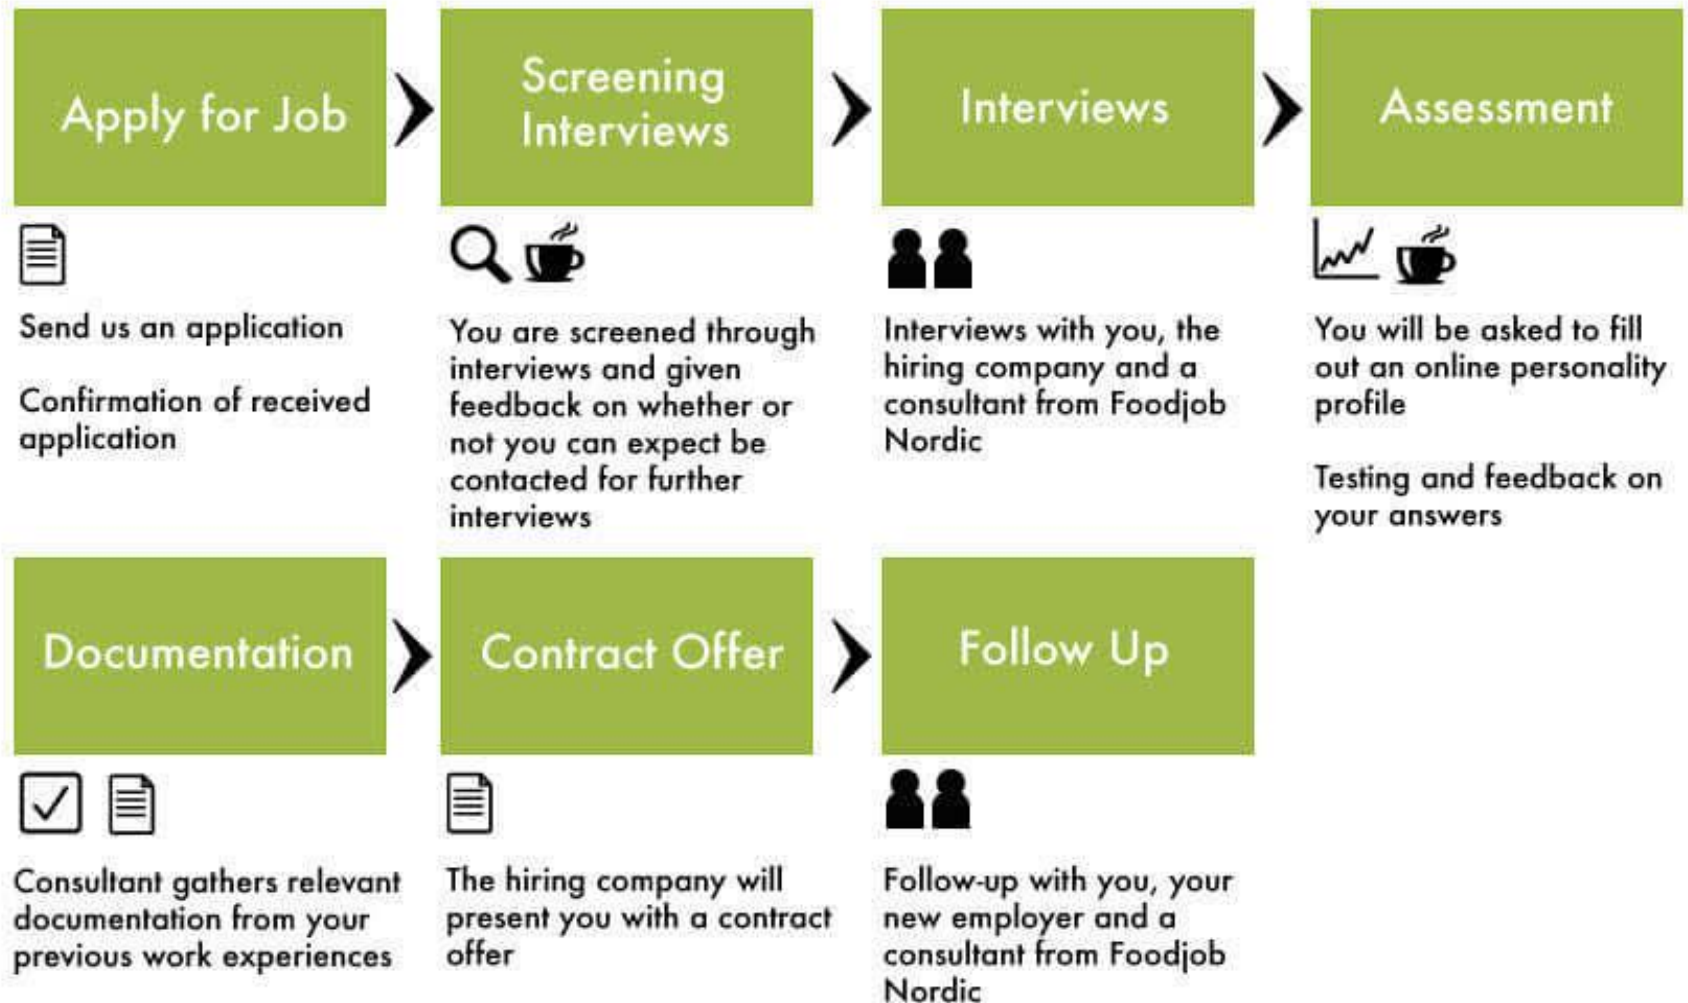 Apply for Job
Screening
Interviews
Interviews
Assessment
Send us an application
Confirmation of received
application
You are screened through
interviews and given
feedback on whether or
not you can expect be
contacted for further
interviews
Interviews with you, the
hiring company and a
consultant from Foodjob
Nordic
You will be asked to fill
out an online personality
profile
Testing and feedback on
your answers
Documentation
Contract Offer
Follow Up
Consultant gathers relevant
documentation from your
previous work experiences
The hiring company will
present you with a contract
offer
Follow-up with you, your
new employer and a
consultant from Foodjob
Nordic